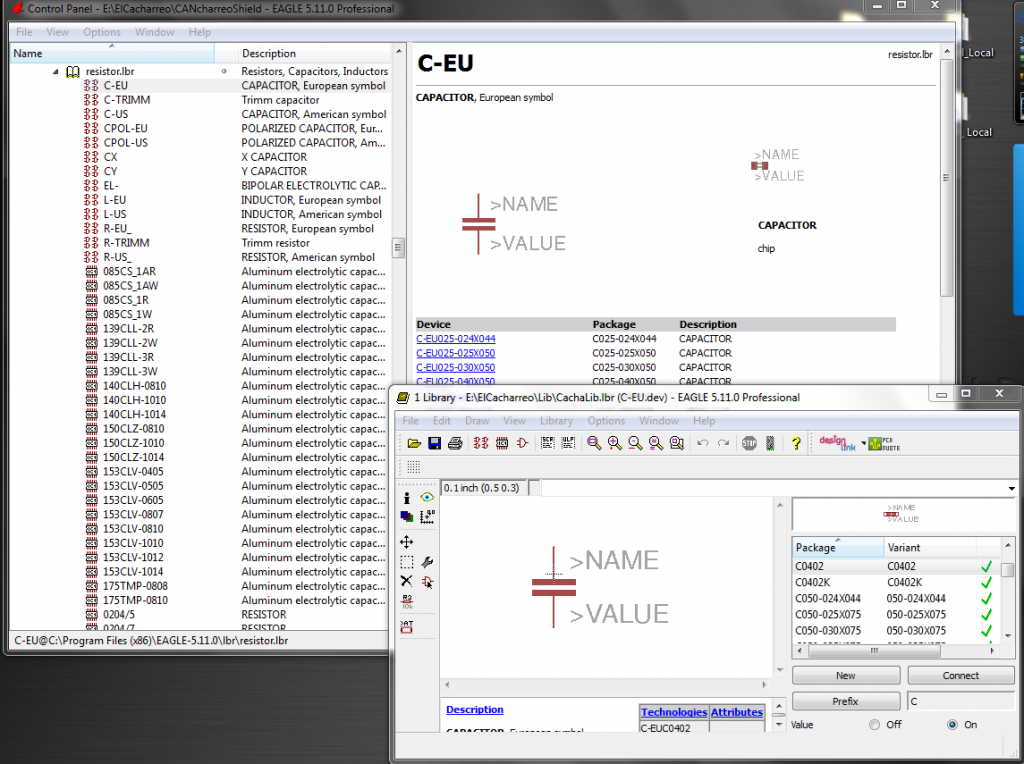 Control Panel - E:\ElCacharreo\CANcharreoShield - EAGLE 5.11.0 Professional
File View Options Window Help
Name Description
resistor.lbr Resistors, Capacitors, Inductors
C-EU CAPACITOR, European symbol
C-TRIMM Trimm capacitor
C-US CAPACITOR, American symbol
CPOL-EU POLARIZED CAPACITOR, Eur...
CPOL-US POLARIZED CAPACITOR, Am...
CX X CAPACITOR
CY Y CAPACITOR
EL- BIPOLAR ELECTROLYTIC CAP...
L-EU INDUCTOR, European symbol
L-US INDUCTOR, American symbol
R-EU_ RESISTOR, European symbol
R-TRIMM Trimm resistor
R-US_ RESISTOR, American symbol
085CS_1AR Aluminum electrolytic capac...
085CS_1AW Aluminum electrolytic capac...
085CS_1R Aluminum electrolytic capac...
085CS_1W Aluminum electrolytic capac...
139CLL-2R Aluminum electrolytic capac...
139CLL-2W Aluminum electrolytic capac...
139CLL-3R Aluminum electrolytic capac...
139CLL-3W Aluminum electrolytic capac...
140CLH-0810 Aluminum electrolytic capac...
140CLH-1010 Aluminum electrolytic capac...
140CLH-1014 Aluminum electrolytic capac...
150CLZ-0810 Aluminum electrolytic capac...
150CLZ-1010 Aluminum electrolytic capac...
150CLZ-1014 Aluminum electrolytic capac...
153CLV-0405 Aluminum electrolytic capac...
153CLV-0505 Aluminum electrolytic capac...
153CLV-0605 Aluminum electrolytic capac...
153CLV-0807 Aluminum electrolytic capac...
153CLV-0810 Aluminum electrolytic capac...
153CLV-1010 Aluminum electrolytic capac...
153CLV-1012 Aluminum electrolytic capac...
153CLV-1014 Aluminum electrolytic capac...
175TMP-0808 Aluminum electrolytic capac...
175TMP-0810 Aluminum electrolytic capac...
0204/5 RESISTOR
0204/7 RESISTOR
C-EU@C:\Program Files (x86)\EAGLE-5.11.0\lbr\resistor.lbr
C-EU
resistor.lbr
CAPACITOR, European symbol
>NAME
>VALUE
>NAME
>VALUE
CAPACITOR
chip
Device Package Description
C-EU025-024X044 C025-024X044 CAPACITOR
C-EU025-025X050 C025-025X050 CAPACITOR
C-EU025-030X050 C025-030X050 CAPACITOR
C-EU025-040X050 C025-040X050 CAPACITOR
_Local
Local
1 Library - E:\ElCacharreo\Lib\CachaLib.lbr (C-EU.dev) - EAGLE 5.11.0 Professional
File Edit Draw View Library Options Window Help
SCR ULP STOP ? design link PCB QUOTE
0.1 inch (0.5 0.3)
>NAME
>VALUE
>NAME
>VALUE
Package Variant
C0402 C0402
C0402K C0402K
C050-024X044 050-024X044
C050-025X075 050-025X075
C050-030X075 050-030X075
New Connect
Prefix C
Value Off On
Description
CAPACITOR, European symbol
Technologies Attributes
C-EUC0402
R2
10k
>AT